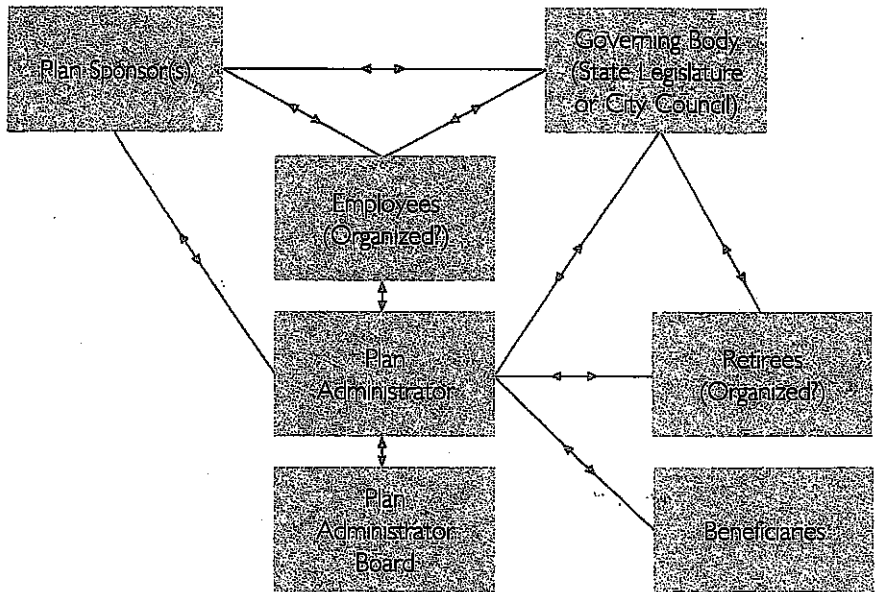 Plan Sponsor(s)
Governing Body
(State Legislature
or City Council)
Employees
(Organized?)
Plan
Administrator
Retirees
(Organized?)
Plan
Administrator
Board
Beneficiaries